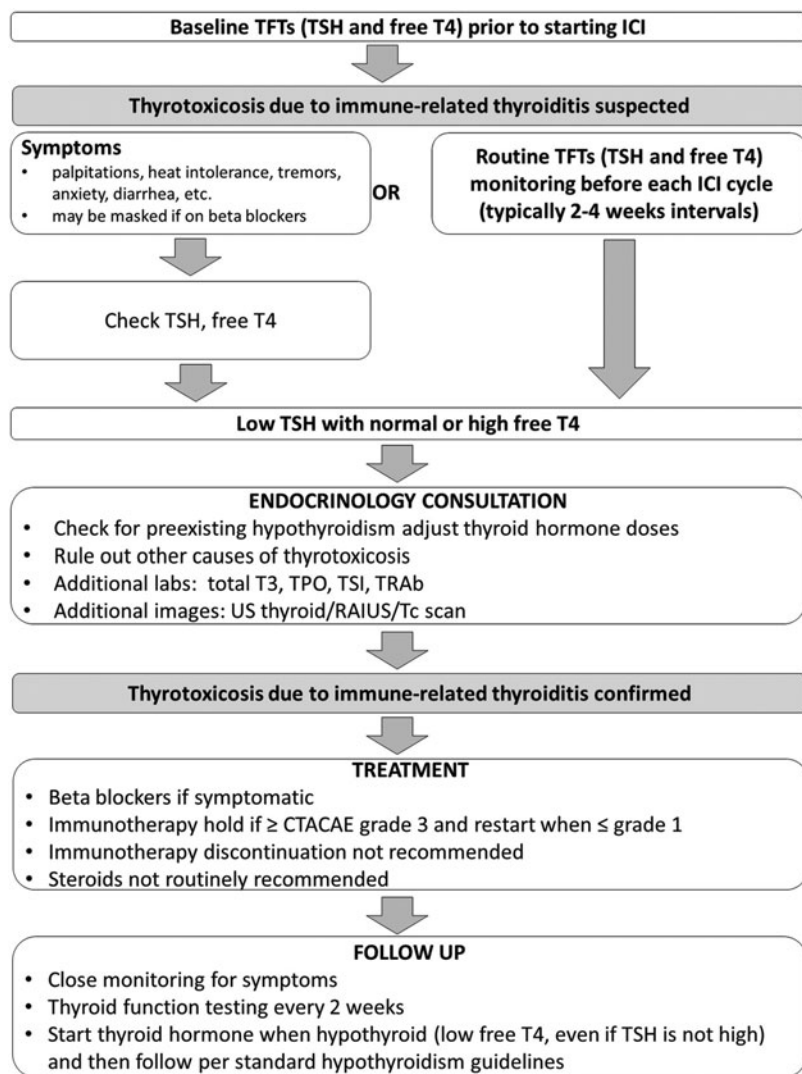 Baseline TFTs (TSH and free T4) prior to starting ICI
Thyrotoxicosis due to immune-related thyroiditis suspected
Symptoms
• palpitations, heat intolerance, tremors,
anxiety, diarrhea, etc.
• may be masked if on beta blockers
OR
Routine TFTs (TSH and free T4)
monitoring before each ICI cycle
(typically 2-4 weeks intervals)
Check TSH, free T4
Low TSH with normal or high free T4
ENDOCRINOLOGY CONSULTATION
• Check for preexisting hypothyroidism adjust thyroid hormone doses
• Rule out other causes of thyrotoxicosis
• Additional labs: total T3, TPO, TSI, TRAb
• Additional images: US thyroid/RAIUS/Tc scan
Thyrotoxicosis due to immune-related thyroiditis confirmed
TREATMENT
• Beta blockers if symptomatic
• Immunotherapy hold if ≥ CTACAE grade 3 and restart when ≤ grade 1
• Immunotherapy discontinuation not recommended
• Steroids not routinely recommended
FOLLOW UP
• Close monitoring for symptoms
• Thyroid function testing every 2 weeks
• Start thyroid hormone when hypothyroid (low free T4, even if TSH is not high)
and then follow per standard hypothyroidism guidelines